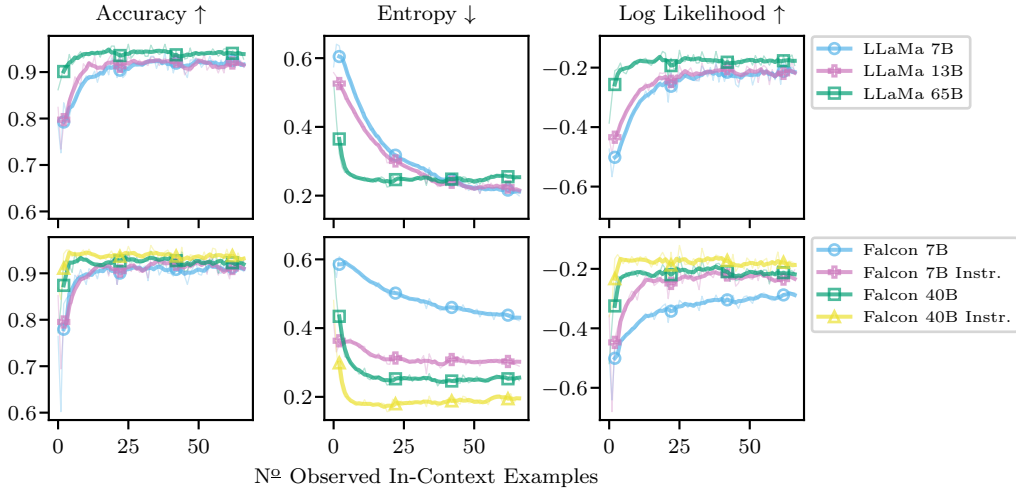 Accuracy ↑ Entropy ↓ Log Likelihood ↑
0.9
0.8
0.7
0.6
0.6
0.4
0.2
−0.2
−0.4
−0.6
LLaMa 7B
LLaMa 13B
LLaMa 65B
0.9
0.8
0.7
0.6
0 25 50
0.6
0.4
0.2
0 25 50
−0.2
−0.4
−0.6
0 25 50
Falcon 7B
Falcon 7B Instr.
Falcon 40B
Falcon 40B Instr.
Nº Observed In-Context Examples